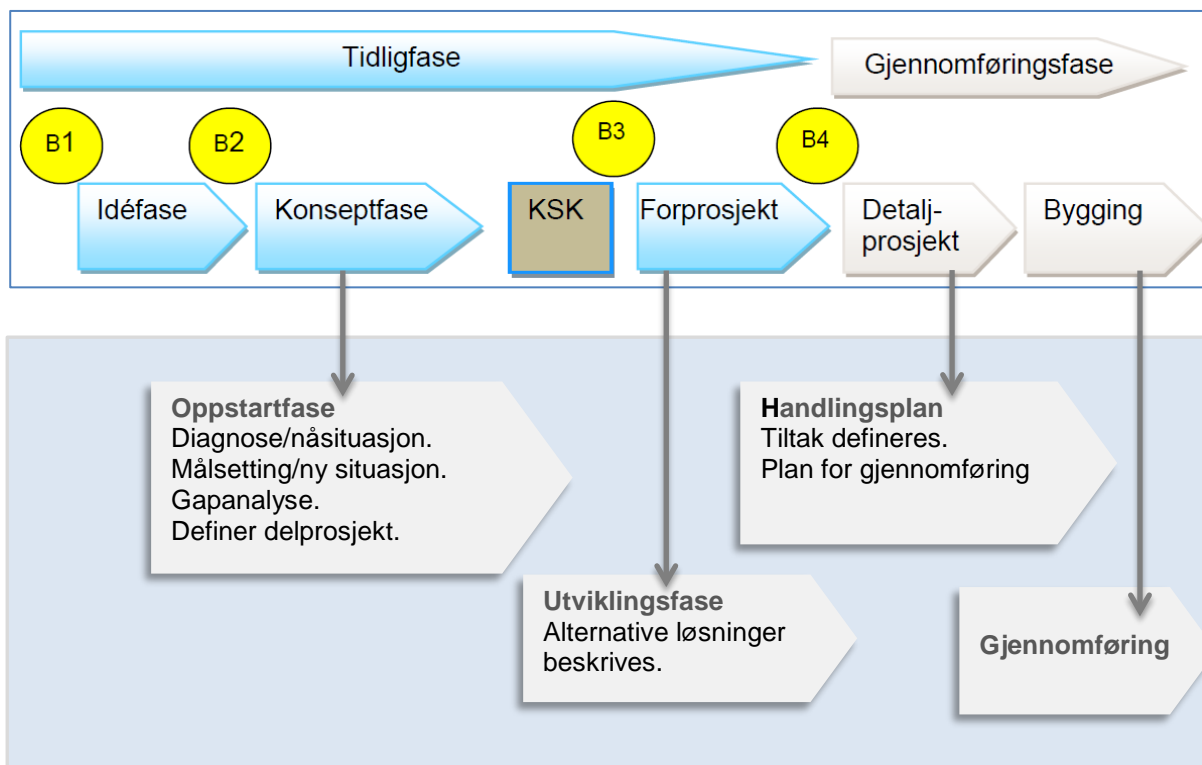 Tidligfase
Gjennomføringsfase
B1
B2
B3
B4
Idéfase
Konseptfase
KSK
Forprosjekt
Detalj-
prosjekt
Bygging
Oppstartfase
Diagnose/nåsituasjon.
Målsetting/ny situasjon.
Gapanalyse.
Definer delprosjekt.
Handlingsplan
Tiltak defineres.
Plan for gjennomføring
Utviklingsfase
Alternative løsninger
beskrives.
Gjennomføring